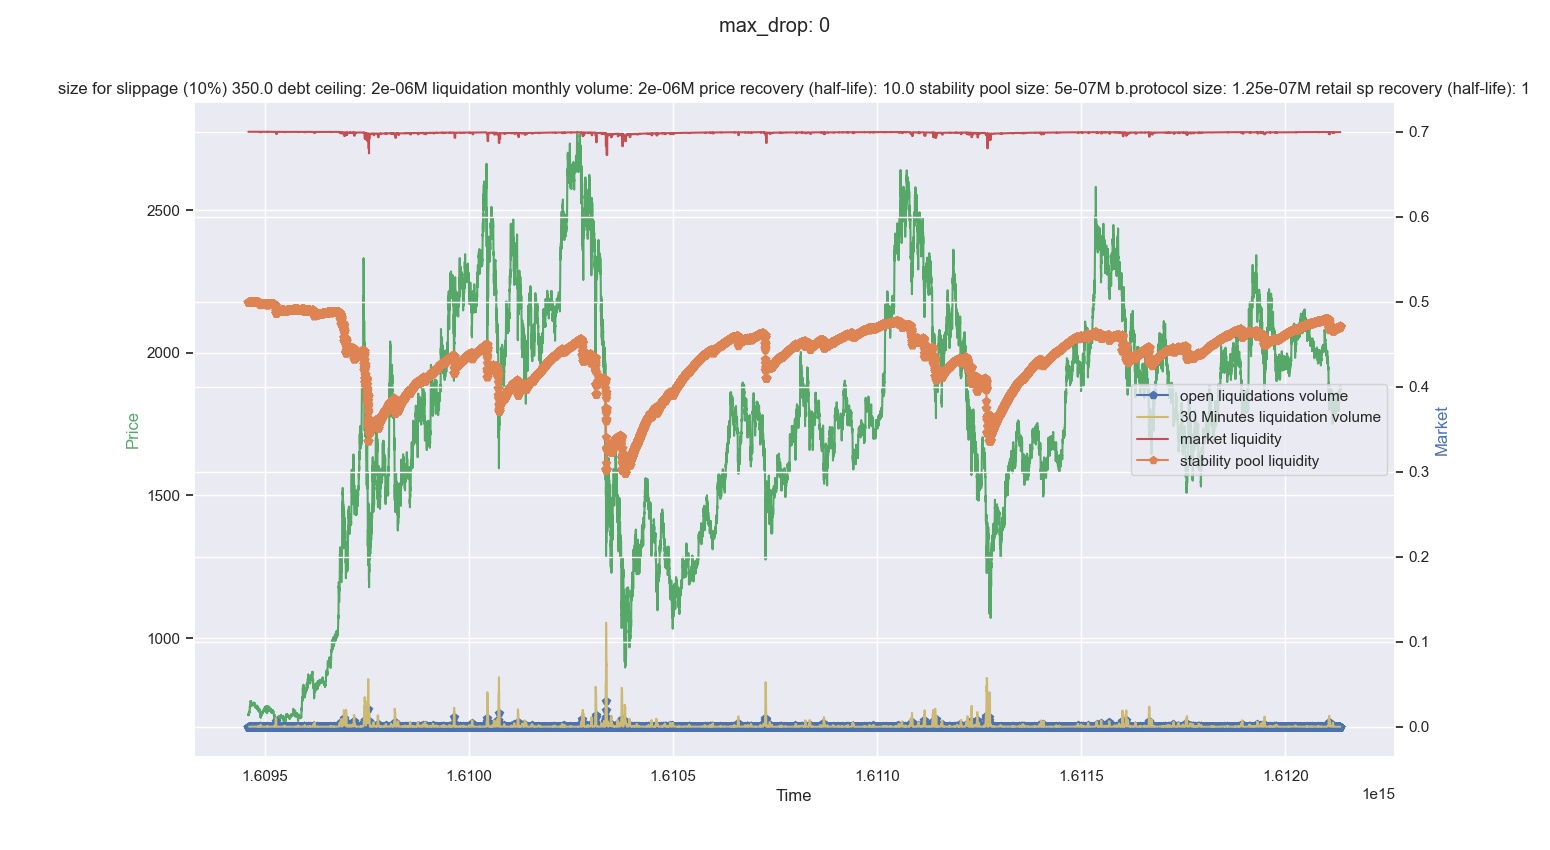 max_drop: 0
size for slippage (10%) 350.0 debt ceiling: 2e-06M liquidation monthly volume: 2e-06M price recovery (half-life): 10.0 stability pool size: 5e-07M b.protocol size: 1.25e-07M retail sp recovery (half-life): 1
2500
2000
1500
1000
Price
0.7
0.6
0.5
0.4
0.3
0.2
0.1
0.0
Market
open liquidations volume
30 Minutes liquidation volume
market liquidity
stability pool liquidity
1.6095 1.6100 1.6105 1.6110 1.6115 1.6120
Time
1e15